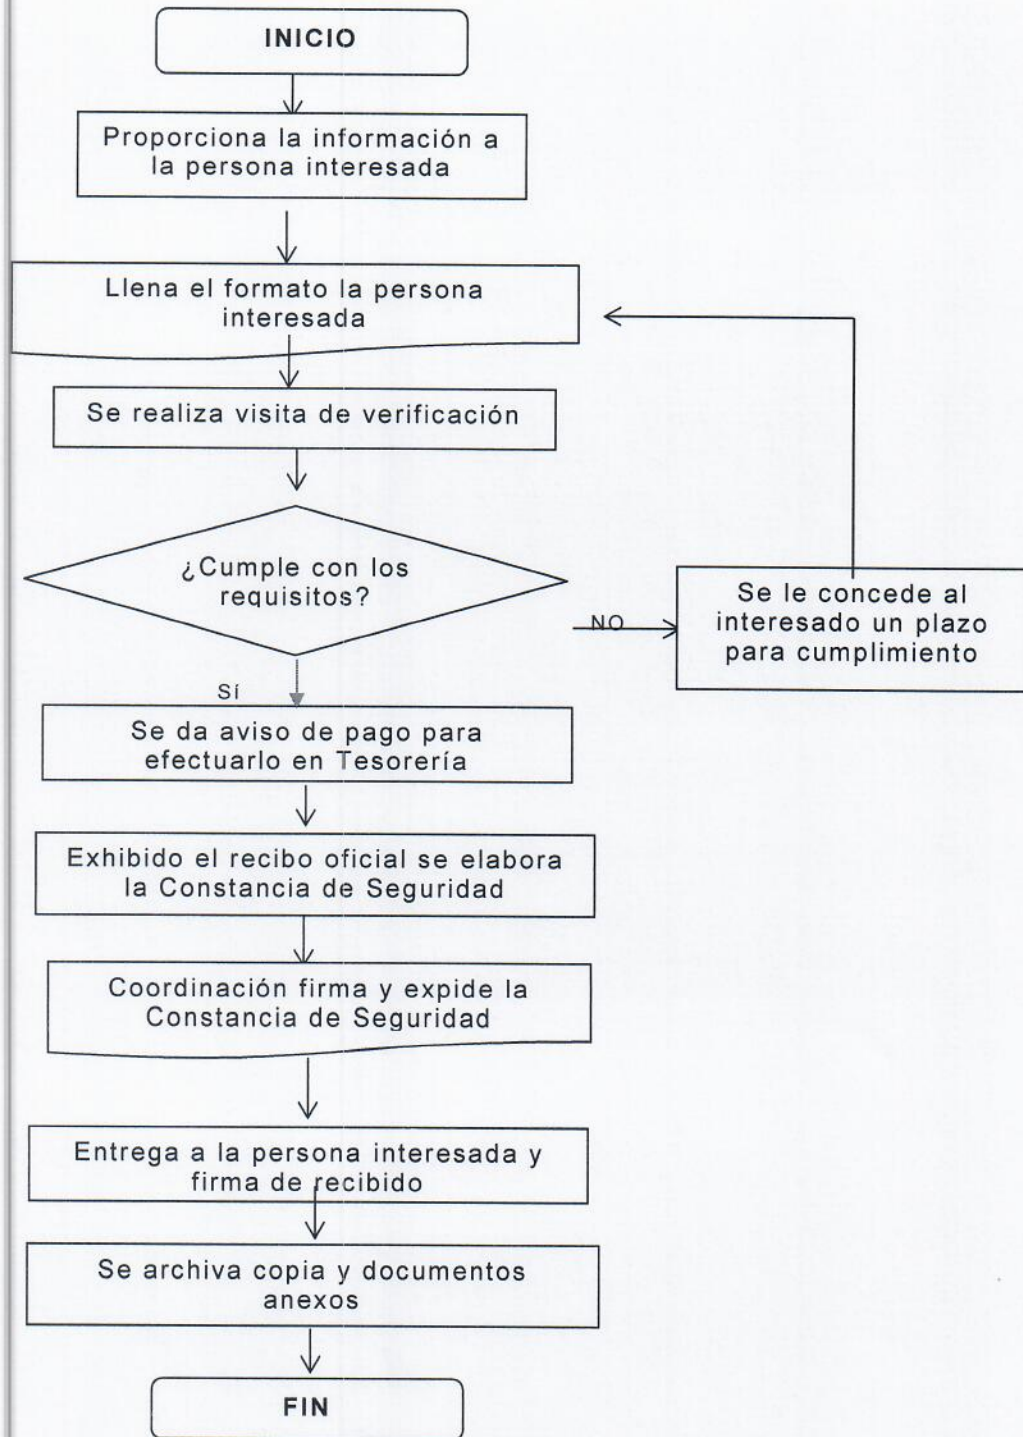 INICIO
Proporciona la información a
la persona interesada
Llena el formato la persona
interesada
Se realiza visita de verificación
¿Cumple con los
requisitos?
NO
Se le concede al
interesado un plazo
para cumplimiento
Sí
Se da aviso de pago para
efectuarlo en Tesorería
Exhibido el recibo oficial se elabora
la Constancia de Seguridad
Coordinación firma y expide la
Constancia de Seguridad
Entrega a la persona interesada y
firma de recibido
Se archiva copia y documentos
anexos
FIN